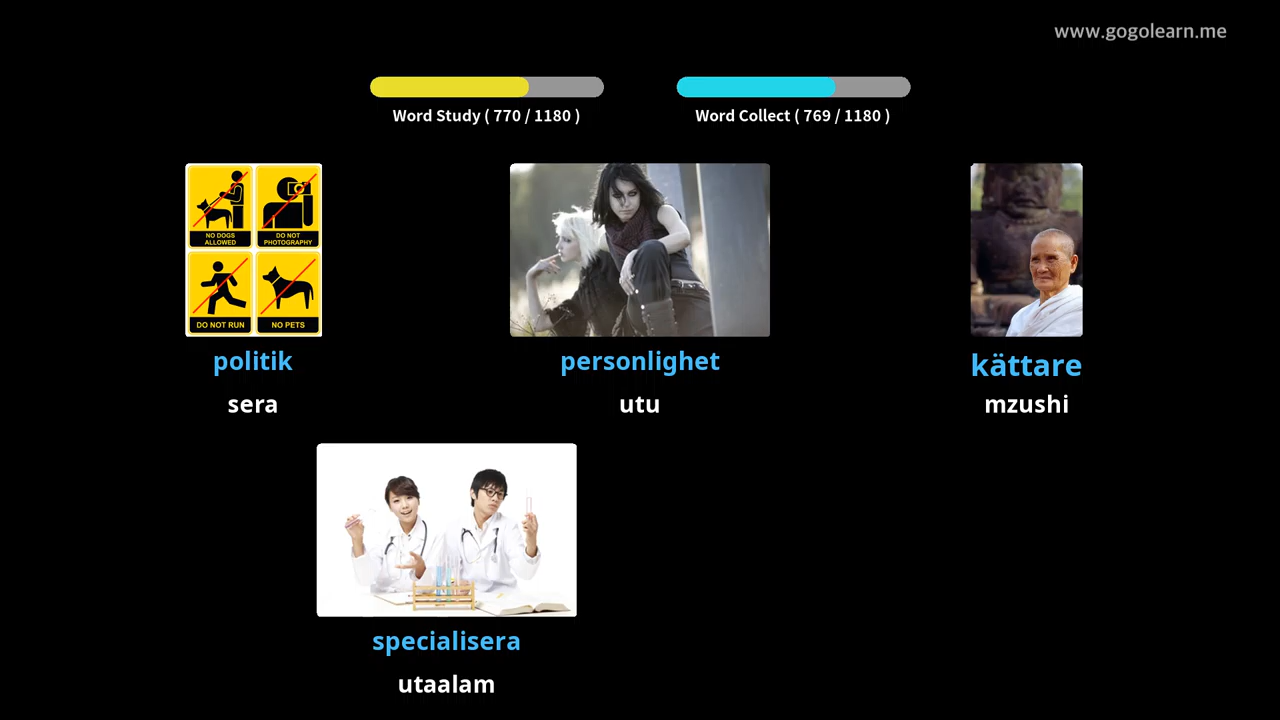 www.gogolearn.me
Word Study ( 770 / 1180 )
Word Collect ( 769 / 1180 )
NO DOGS
ALLOWED
DO NOT
PHOTOGRAPHY
DO NOT RUN
NO PETS
politik
personlighet
kättare
sera
utu
mzushi
specialisera
utaalam